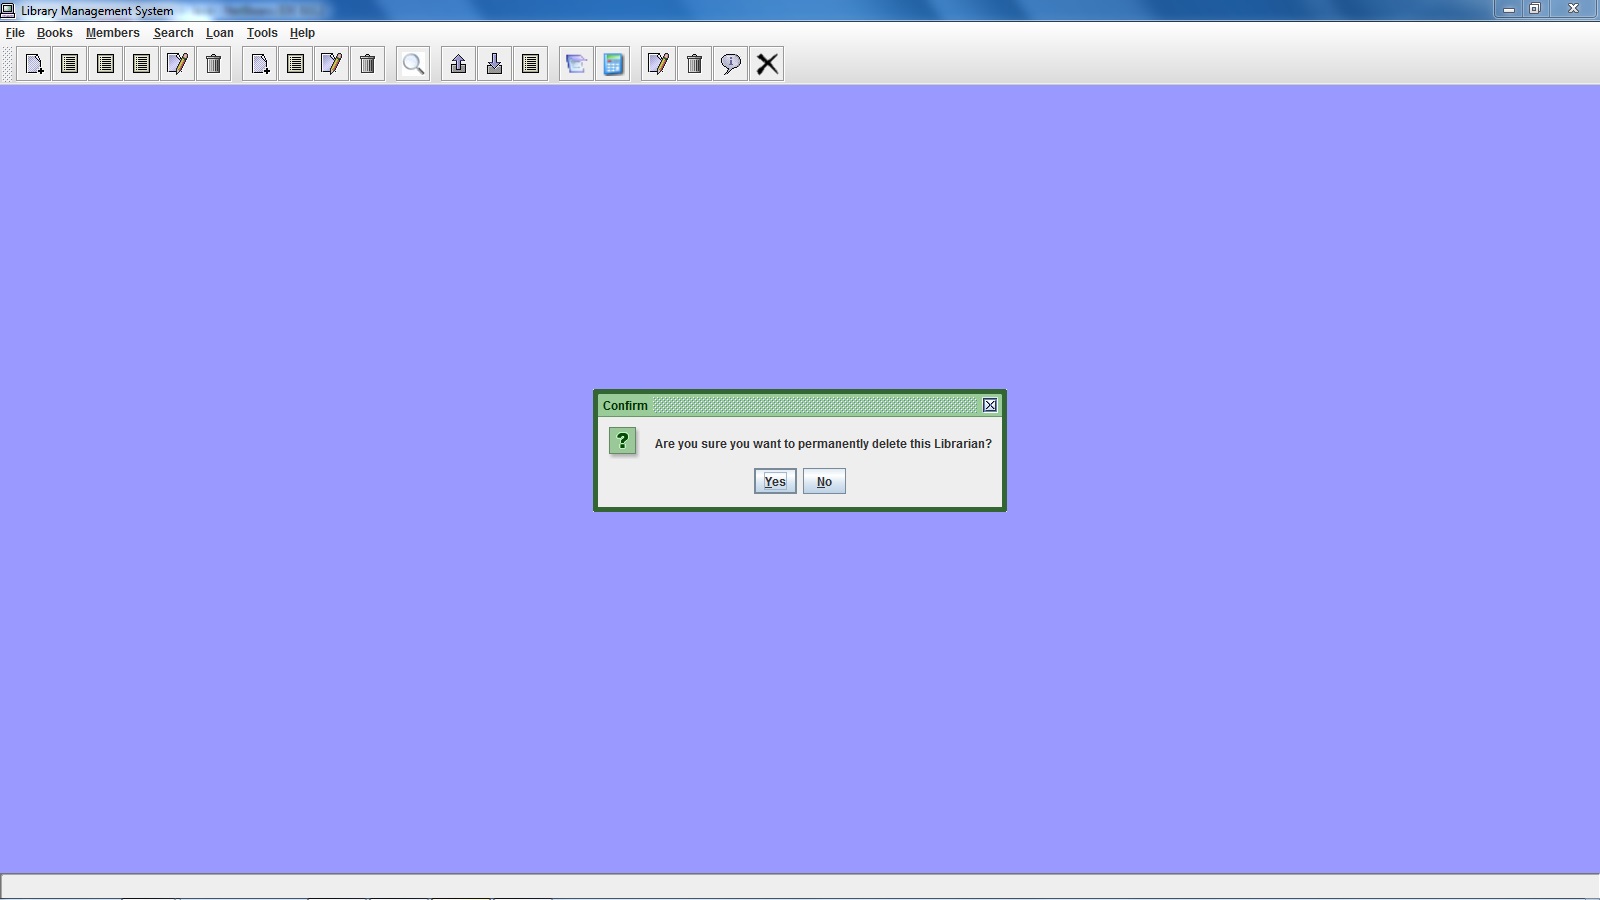 Library Management System
File Books Members Search Loan Tools Help
Confirm
? Are you sure you want to permanently delete this Librarian?
Yes No